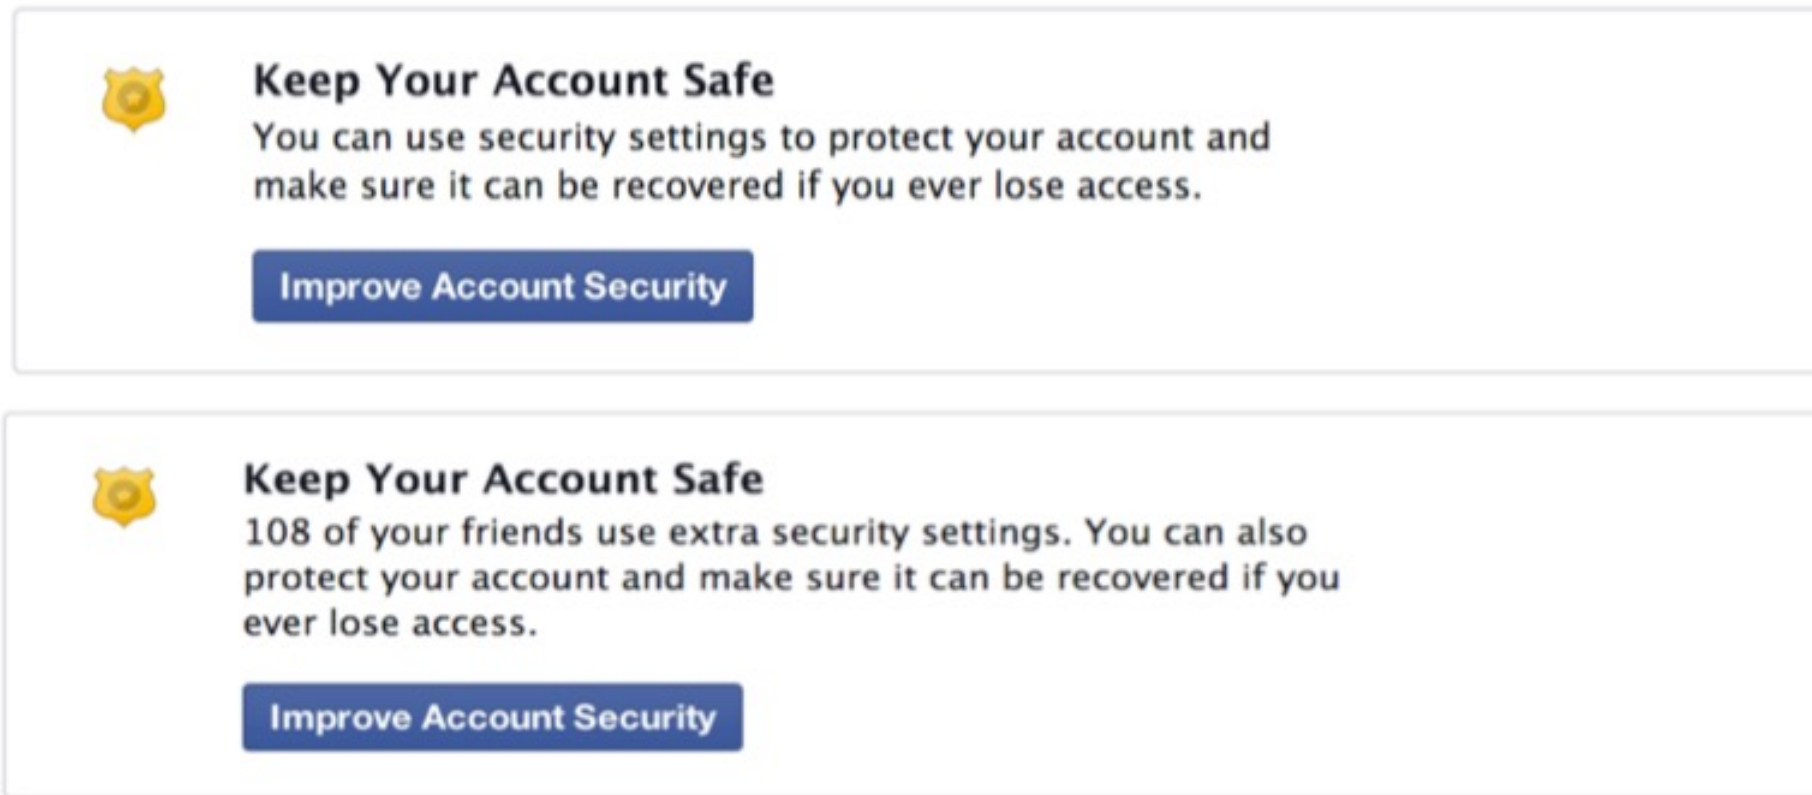 Keep Your Account Safe
You can use security settings to protect your account and
make sure it can be recovered if you ever lose access.
Improve Account Security
Keep Your Account Safe
108 of your friends use extra security settings. You can also
protect your account and make sure it can be recovered if you
ever lose access.
Improve Account Security